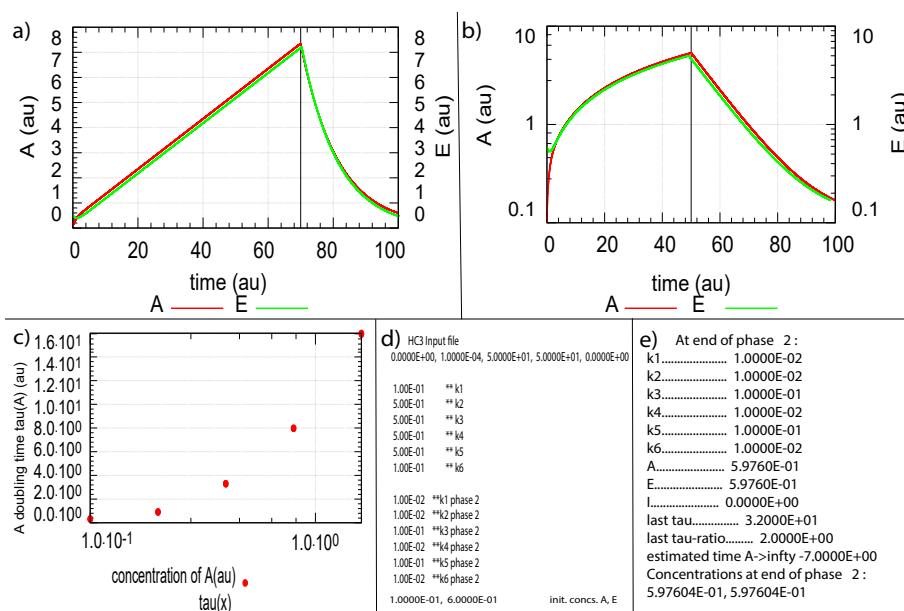 a)
A (au)
8
7
6
5
4
3
2
1
0
8
7
6
5
4
3
2
1
0
E (au)
0 20 40 60 80 100
time (au)
A E
b)
A (au)
10
1
0.1
10
1
0.1
E (au)
0 20 40 60 80 100
time (au)
A E
c)
A doubling time tau(A) (au)
1.6·101
1.4·101
1.2·101
1.0·101
8.0·100
6.0·100
4.0·100
2.0·100
0.0·100
1.0·10-1 1.0·100
concentration of A(au)
tau(x)
d) HC3 Input file
0.0000E+00, 1.0000E-04, 5.0000E+01, 5.0000E+01, 0.0000E+00
1.00E-01 ** k1
5.00E-01 ** k2
5.00E-01 ** k3
5.00E-01 ** k4
5.00E-01 ** k5
1.00E-01 ** k6
1.00E-02 **k1 phase 2
1.00E-02 **k2 phase 2
1.00E-01 **k3 phase 2
1.00E-02 **k4 phase 2
1.00E-01 **k5 phase 2
1.00E-02 **k6 phase 2
1.0000E-01, 6.0000E-01 init. concs. A, E
e) At end of phase 2 :
k1..................... 1.0000E-02
k2..................... 1.0000E-02
k3..................... 1.0000E-01
k4..................... 1.0000E-02
k5..................... 1.0000E-01
k6..................... 1.0000E-02
A...................... 5.9760E-01
E...................... 5.9760E-01
I...................... 0.0000E+00
last tau............... 3.2000E+01
last tau-ratio......... 2.0000E+00
estimated time A->infty -7.0000E+00
Concentrations at end of phase 2 :
5.97604E-01, 5.97604E-01